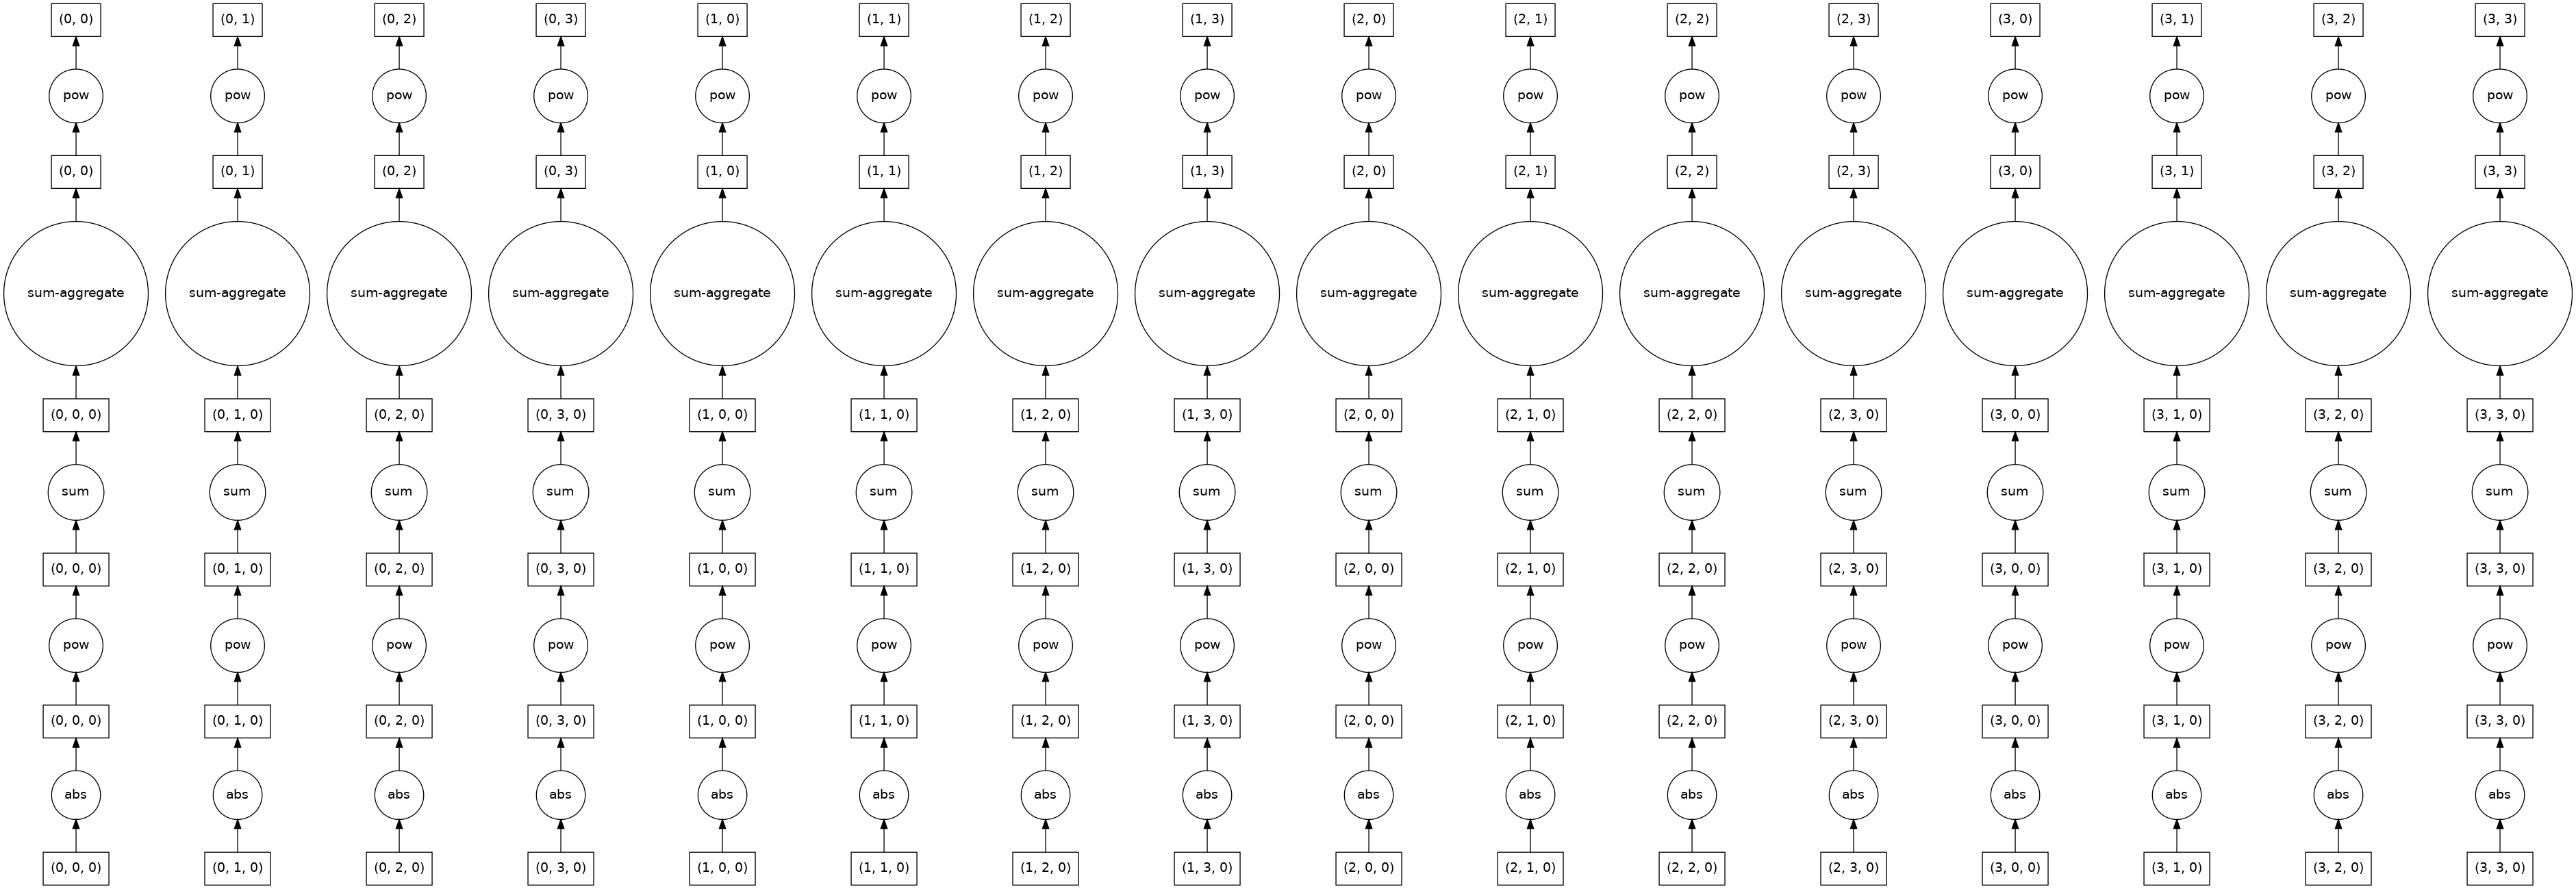 (0, 0) (0, 1) (0, 2) (0, 3) (1, 0) (1, 1) (1, 2) (1, 3) (2, 0) (2, 1) (2, 2) (2, 3) (3, 0) (3, 1) (3, 2) (3, 3)
pow pow pow pow pow pow pow pow pow pow pow pow pow pow pow pow
(0, 0) (0, 1) (0, 2) (0, 3) (1, 0) (1, 1) (1, 2) (1, 3) (2, 0) (2, 1) (2, 2) (2, 3) (3, 0) (3, 1) (3, 2) (3, 3)
sum-aggregate sum-aggregate sum-aggregate sum-aggregate sum-aggregate sum-aggregate sum-aggregate sum-aggregate sum-aggregate sum-aggregate sum-aggregate sum-aggregate sum-aggregate sum-aggregate sum-aggregate sum-aggregate
(0, 0, 0) (0, 1, 0) (0, 2, 0) (0, 3, 0) (1, 0, 0) (1, 1, 0) (1, 2, 0) (1, 3, 0) (2, 0, 0) (2, 1, 0) (2, 2, 0) (2, 3, 0) (3, 0, 0) (3, 1, 0) (3, 2, 0) (3, 3, 0)
sum sum sum sum sum sum sum sum sum sum sum sum sum sum sum sum
(0, 0, 0) (0, 1, 0) (0, 2, 0) (0, 3, 0) (1, 0, 0) (1, 1, 0) (1, 2, 0) (1, 3, 0) (2, 0, 0) (2, 1, 0) (2, 2, 0) (2, 3, 0) (3, 0, 0) (3, 1, 0) (3, 2, 0) (3, 3, 0)
pow pow pow pow pow pow pow pow pow pow pow pow pow pow pow pow
(0, 0, 0) (0, 1, 0) (0, 2, 0) (0, 3, 0) (1, 0, 0) (1, 1, 0) (1, 2, 0) (1, 3, 0) (2, 0, 0) (2, 1, 0) (2, 2, 0) (2, 3, 0) (3, 0, 0) (3, 1, 0) (3, 2, 0) (3, 3, 0)
abs abs abs abs abs abs abs abs abs abs abs abs abs abs abs abs
(0, 0, 0) (0, 1, 0) (0, 2, 0) (0, 3, 0) (1, 0, 0) (1, 1, 0) (1, 2, 0) (1, 3, 0) (2, 0, 0) (2, 1, 0) (2, 2, 0) (2, 3, 0) (3, 0, 0) (3, 1, 0) (3, 2, 0) (3, 3, 0)